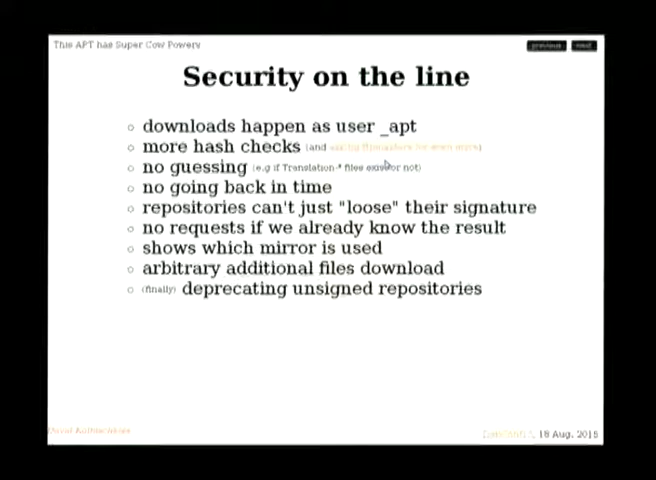 This APT has Super Cow Powers
previous next
Security on the line
downloads happen as user _apt
more hash checks (and
no guessing (e.g if Translation-* files exist or not)
no going back in time
repositories can't just "loose" their signature
no requests if we already know the result
shows which mirror is used
arbitrary additional files download
(finally) deprecating unsigned repositories
18 Aug. 2015